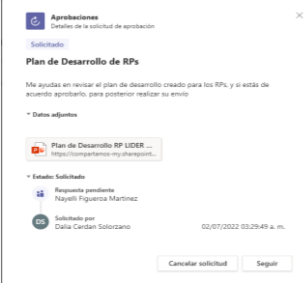 Aprobaciones
Detalles de la solicitud de aprobación
Solicitado
Plan de Desarrollo de RPs
Me ayudas en revisar el plan de desarrollo creado para los RPs, y si estás de
acuerdo aprobarlo, para posterior realizar su envío
Datos adjuntos
Plan de Desarrollo RP LIDER ...
https://compartamos-my.sharepoint...
Estado: Solicitado
Respuesta pendiente
Nayelli Figueroa Martinez
DS
Solicitado por
Dalia Cerdan Solorzano
02/07/2022 03:29:49 a. m.
Cancelar solicitud
Seguir